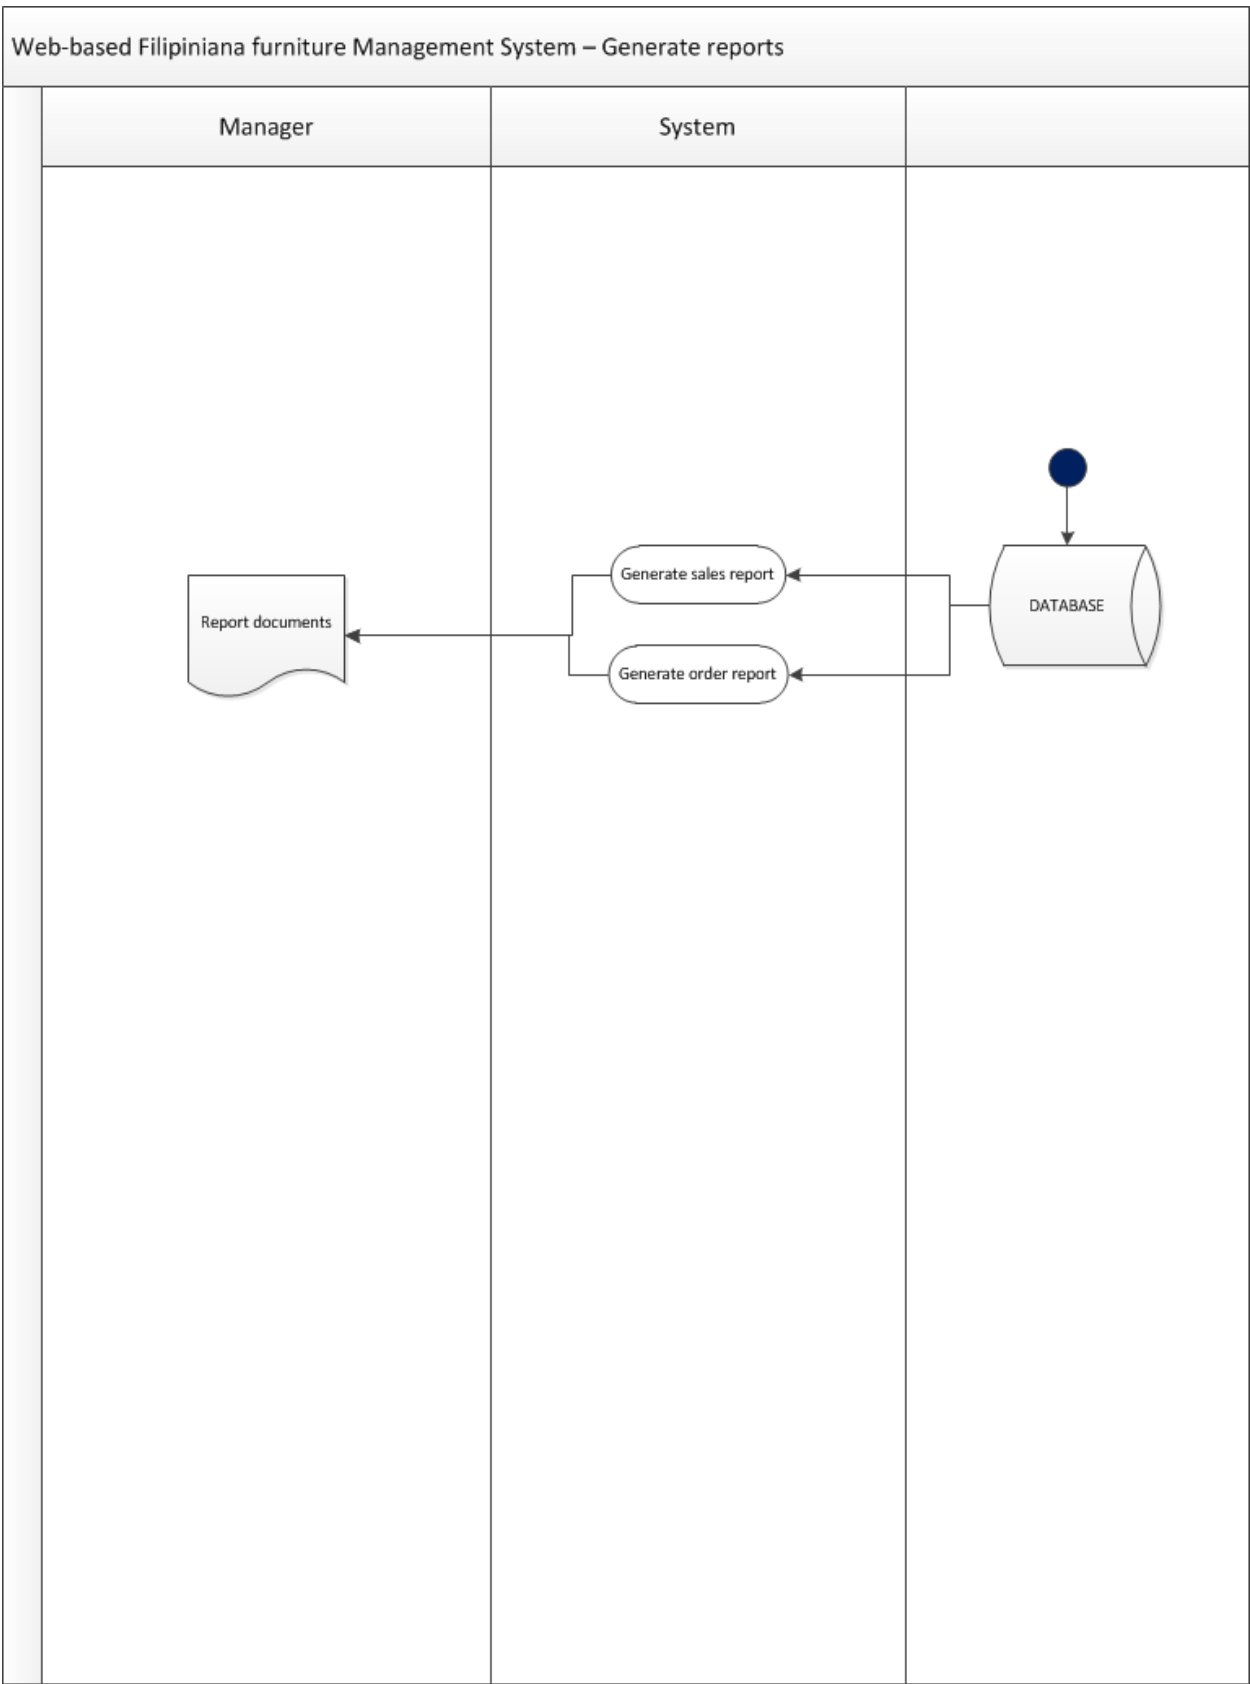 Web-based Filipiniana furniture Management System – Generate reports
Manager
System
Generate sales report
Report documents
DATABASE
Generate order report